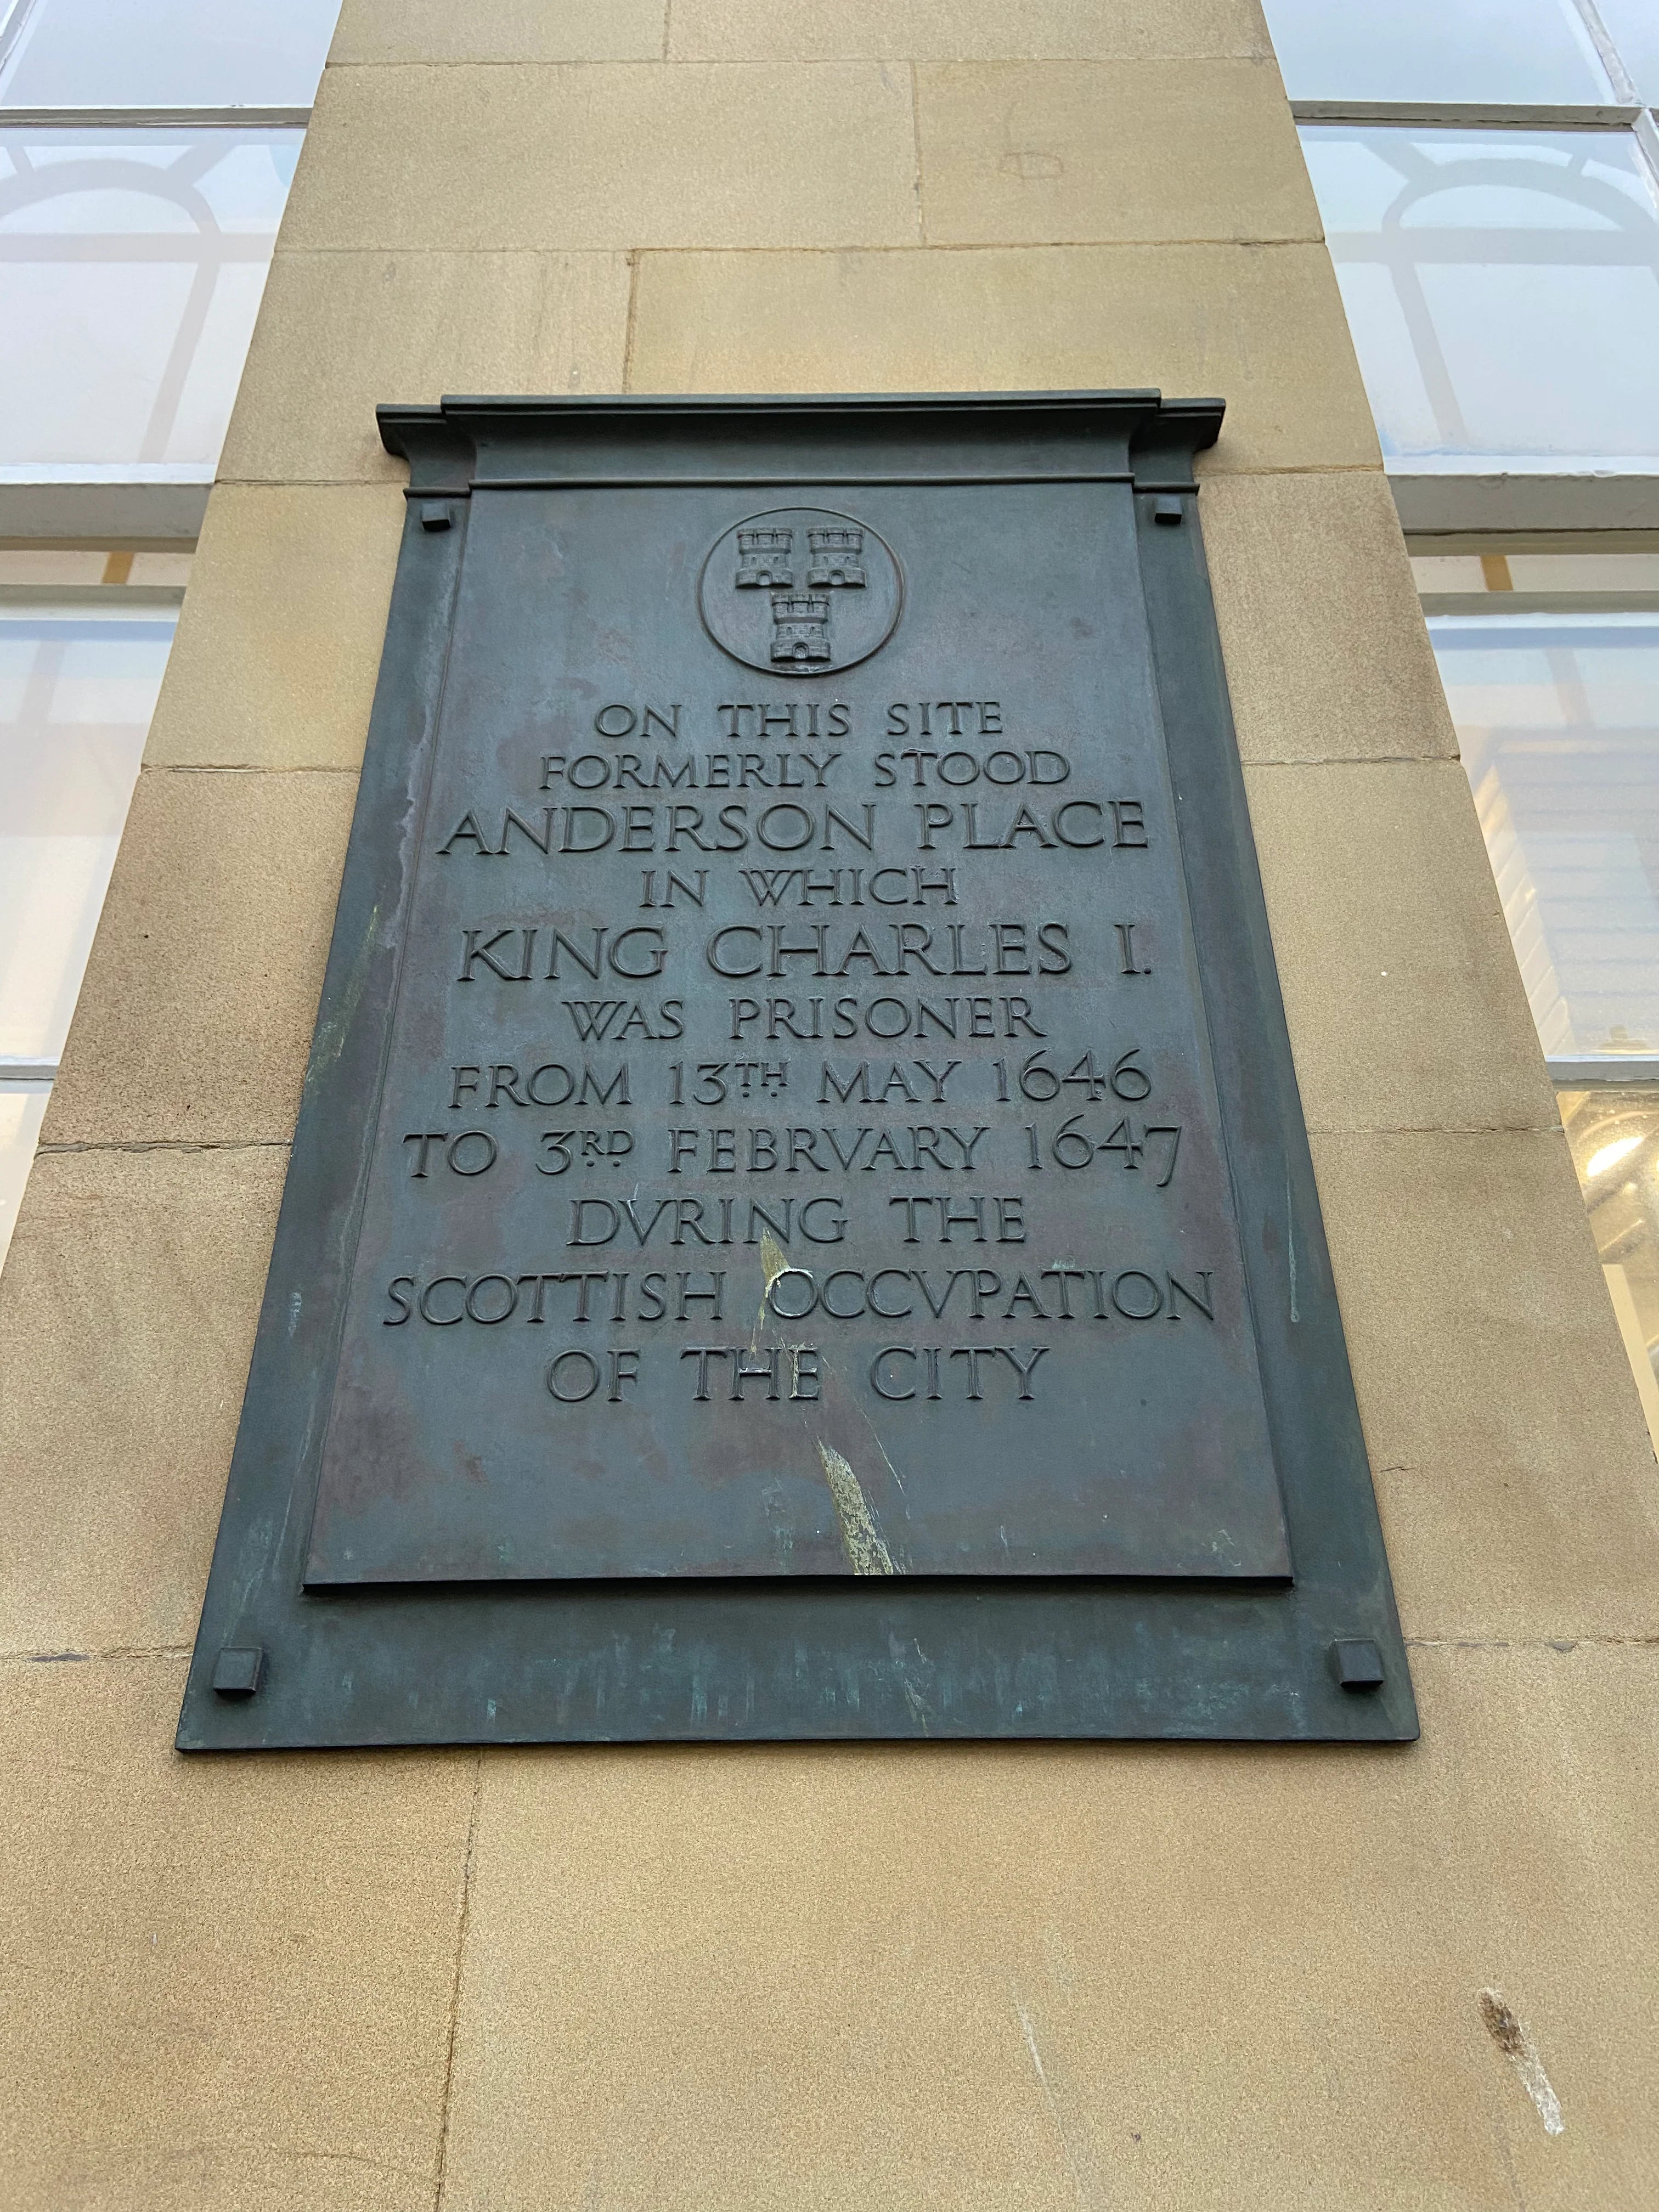 ON THIS SITE
FORMERLY STOOD
ANDERSON PLACE
IN WHICH
KING CHARLES I.
WAS PRISONER
FROM 13TH MAY 1646
TO 3RD FEBRVARY 1647
DVRING THE
SCOTTISH OCCVPATION
OF THE CITY